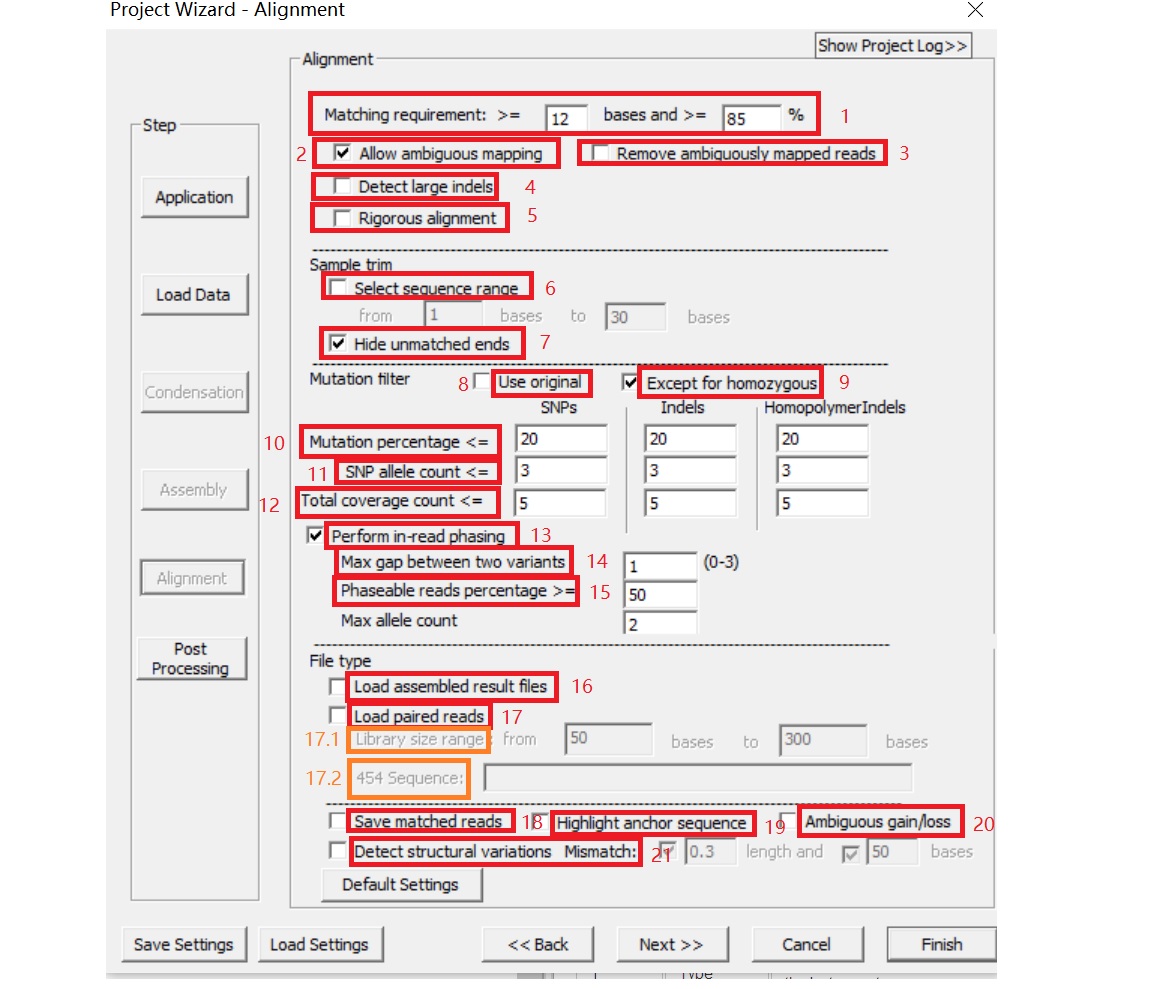 Project Wizard - Alignment
Show Project Log>>
Alignment
Matching requirement: >= 12 bases and >= 85 % 1
Step
2 Allow ambiguous mapping Remove ambiguously mapped reads 3
Application
Detect large indels 4
Rigorous alignment 5
Sample trim
Load Data
Select sequence range 6
from 1 bases to 30 bases
Hide unmatched ends 7
Condensation
Mutation filter 8 Use original Except for homozygous 9
SNPs Indels HomopolymerIndels
10 Mutation percentage <= 20 20 20
11 SNP allele count <= 3 3 3
Assembly
12 Total coverage count <= 5 5 5
Perform in-read phasing 13
Max gap between two variants 14 1 (0-3)
Alignment
Phaseable reads percentage >= 15 50
Max allele count 2
Post
Processing
File type
Load assembled result files 16
Load paired reads 17
17.1 Library size range: from 50 bases to 300 bases
17.2 454 Sequence:
Save matched reads 18 Highlight anchor sequence 19 Ambiguous gain/loss 20
Detect structural variations Mismatch: 21 0.3 length and 50 bases
Default Settings
Save Settings Load Settings << Back Next >> Cancel Finish
Type